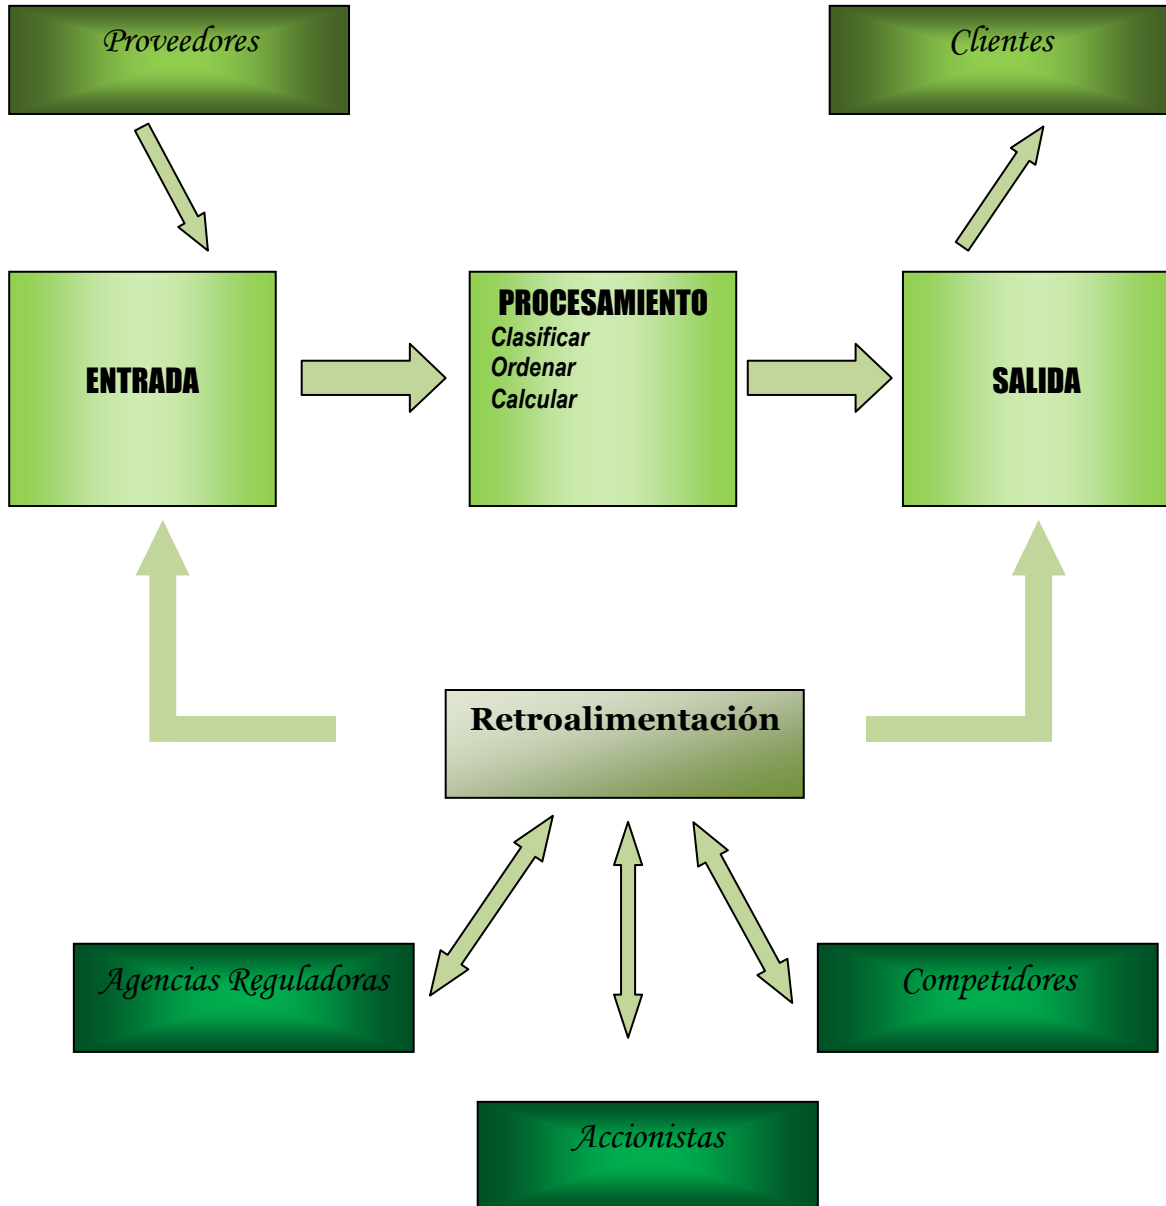 Proveedores
Clientes
ENTRADA
PROCESAMIENTO
Clasificar
Ordenar
Calcular
SALIDA
Retroalimentación
Agencias Reguladoras
Competidores
Accionistas